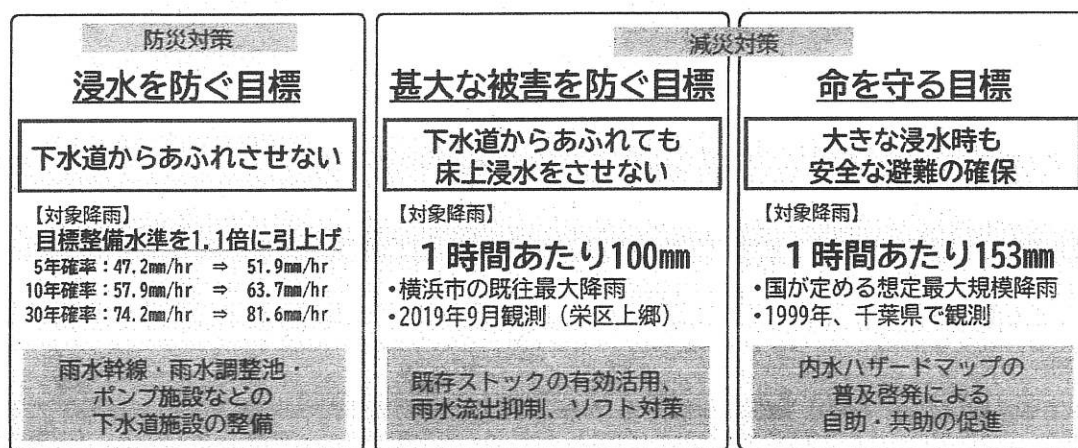 防災対策
浸水を防ぐ目標
下水道からあふれさせない
【対象降雨】
目標整備水準を1.1倍に引上げ
5年確率:47.2mm/hr ⇒ 51.9mm/hr
10年確率:57.9mm/hr ⇒ 63.7mm/hr
30年確率:74.2mm/hr ⇒ 81.6mm/hr
雨水幹線・雨水調整池・
ポンプ施設などの
下水道施設の整備
減災対策
甚大な被害を防ぐ目標
下水道からあふれても
床上浸水をさせない
【対象降雨】
1時間あたり100㎜
・横浜市の既往最大降雨
・2019年9月観測(栄区上郷)
既存ストックの有効活用、
雨水流出抑制、ソフト対策
命を守る目標
大きな浸水時も
安全な避難の確保
【対象降雨】
1時間あたり153㎜
・国が定める想定最大規模降雨
・1999年、千葉県で観測
内水ハザードマップの
普及啓発による
自助・共助の促進